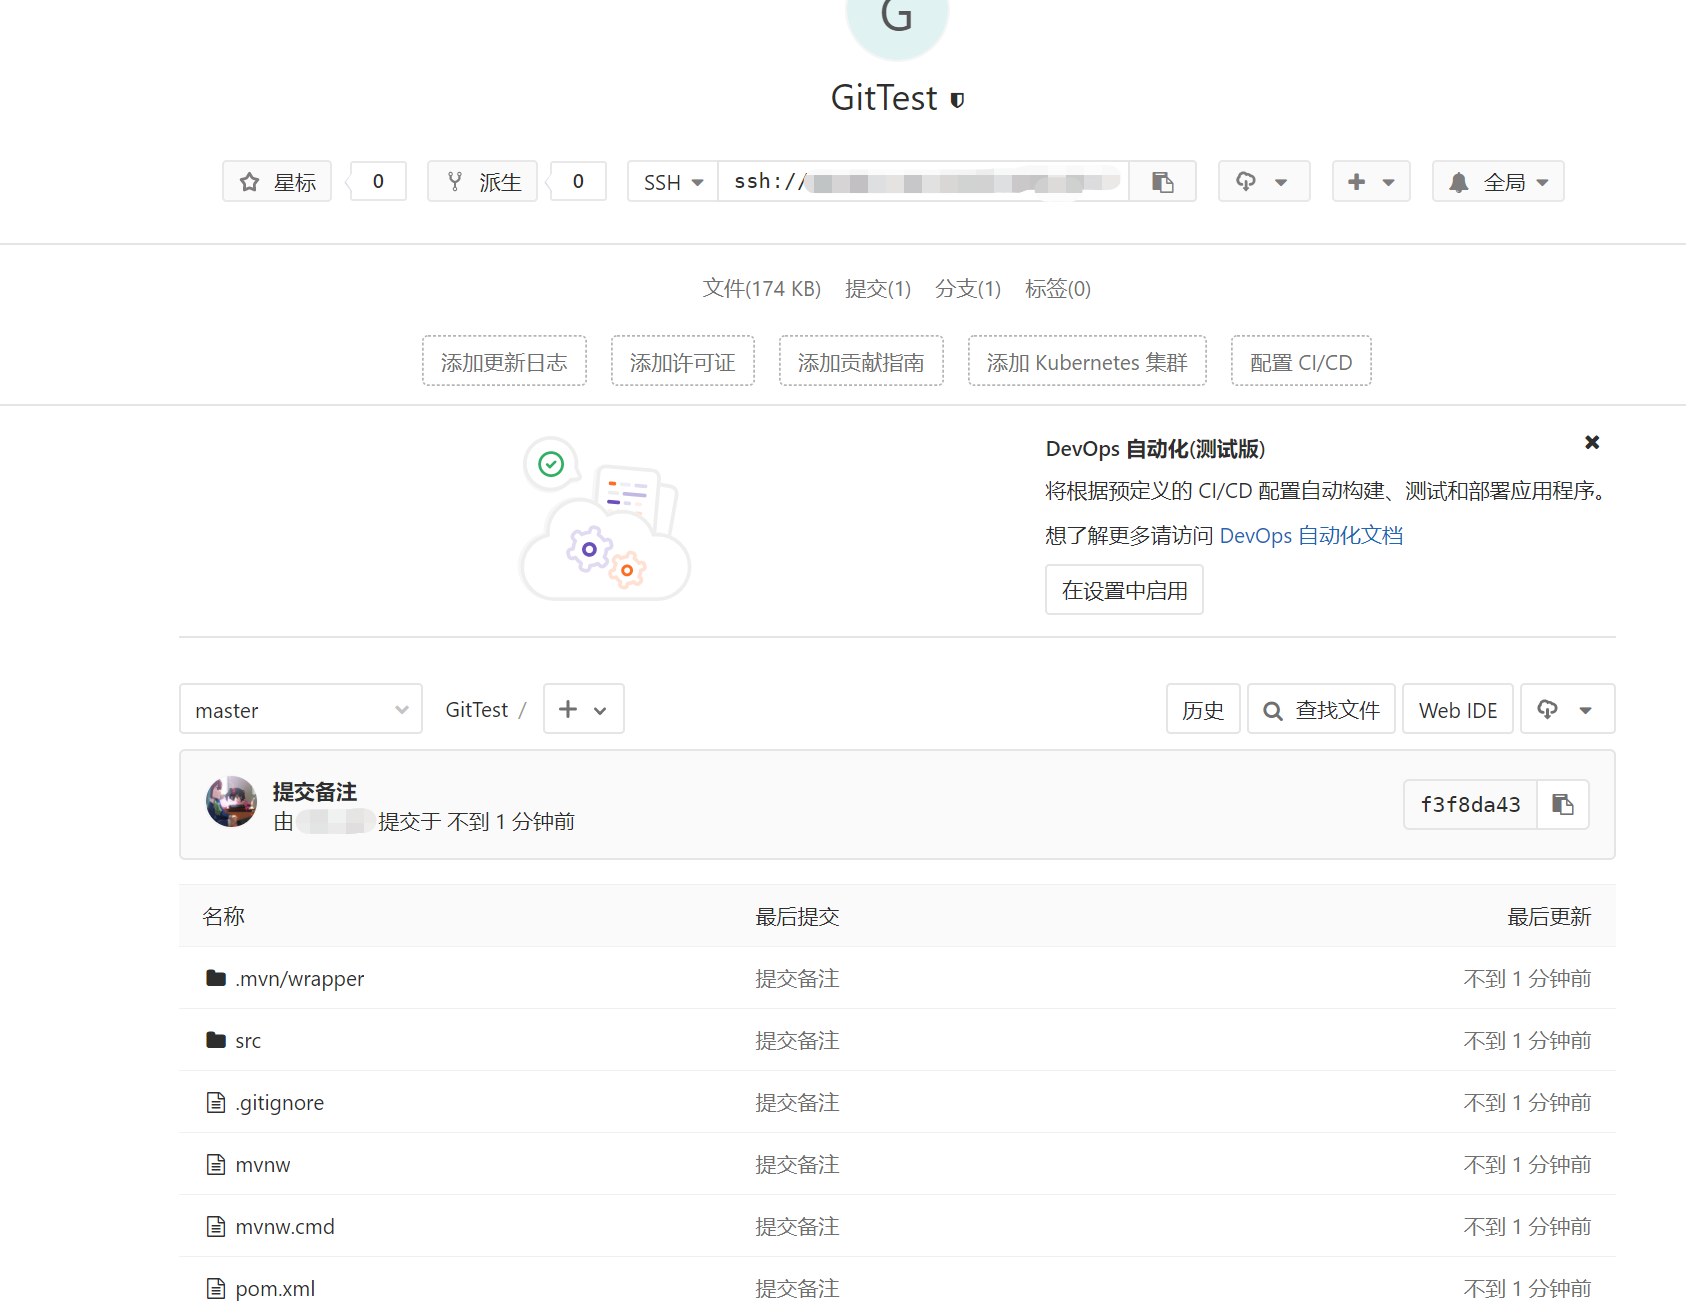 G
GitTest
星标 0 派生 0 SSH ssh:// 全局
文件(174 KB) 提交(1) 分支(1) 标签(0)
添加更新日志 添加许可证 添加贡献指南 添加 Kubernetes 集群 配置 CI/CD
DevOps 自动化(测试版)
将根据预定义的 CI/CD 配置自动构建、测试和部署应用程序。
想了解更多请访问 DevOps 自动化文档
在设置中启用
master GitTest / 历史 查找文件 Web IDE
提交备注
由 提交于 不到 1 分钟前
f3f8da43
名称 最后提交 最后更新
.mvn/wrapper 提交备注 不到 1 分钟前
src 提交备注 不到 1 分钟前
.gitignore 提交备注 不到 1 分钟前
mvnw 提交备注 不到 1 分钟前
mvnw.cmd 提交备注 不到 1 分钟前
pom.xml 提交备注 不到 1 分钟前